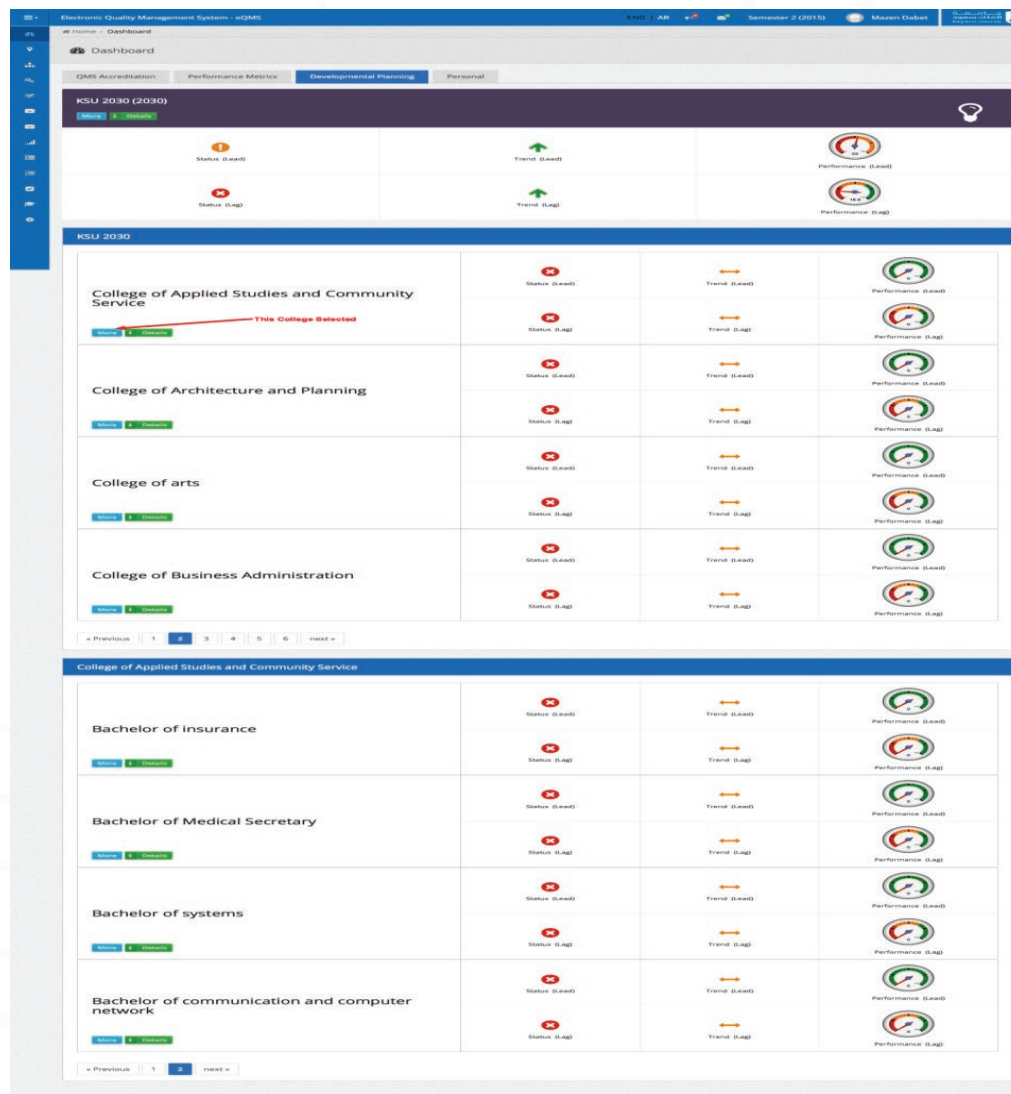 Electronic Quality Management System - eQMS
ENG | AR
Semester 2 (2015)
Mazen Dabet
Home - Dashboard
Dashboard
QMS Accreditation
Performance Metrics
Developmental Planning
Personal
KSU 2030 (2030)
More
Details
Status (Lead)
Trend (Lead)
Performance (Lead)
Status (Lag)
Trend (Lag)
Performance (Lag)
KSU 2030
College of Applied Studies and Community
Service
This College Selected
More
Details
Status (Lead)
Trend (Lead)
Performance (Lead)
Status (Lag)
Trend (Lag)
Performance (Lag)
College of Architecture and Planning
More
Details
Status (Lead)
Trend (Lead)
Performance (Lead)
Status (Lag)
Trend (Lag)
Performance (Lag)
College of arts
More
Details
Status (Lead)
Trend (Lead)
Performance (Lead)
Status (Lag)
Trend (Lag)
Performance (Lag)
College of Business Administration
More
Details
Status (Lead)
Trend (Lead)
Performance (Lead)
Status (Lag)
Trend (Lag)
Performance (Lag)
« Previous 1 2 3 4 5 6 next »
College of Applied Studies and Community Service
Bachelor of insurance
More
Details
Status (Lead)
Trend (Lead)
Performance (Lead)
Status (Lag)
Trend (Lag)
Performance (Lag)
Bachelor of Medical Secretary
More
Details
Status (Lead)
Trend (Lead)
Performance (Lead)
Status (Lag)
Trend (Lag)
Performance (Lag)
Bachelor of systems
More
Details
Status (Lead)
Trend (Lead)
Performance (Lead)
Status (Lag)
Trend (Lag)
Performance (Lag)
Bachelor of communication and computer
network
More
Details
Status (Lead)
Trend (Lead)
Performance (Lead)
Status (Lag)
Trend (Lag)
Performance (Lag)
« Previous 1 2 next »